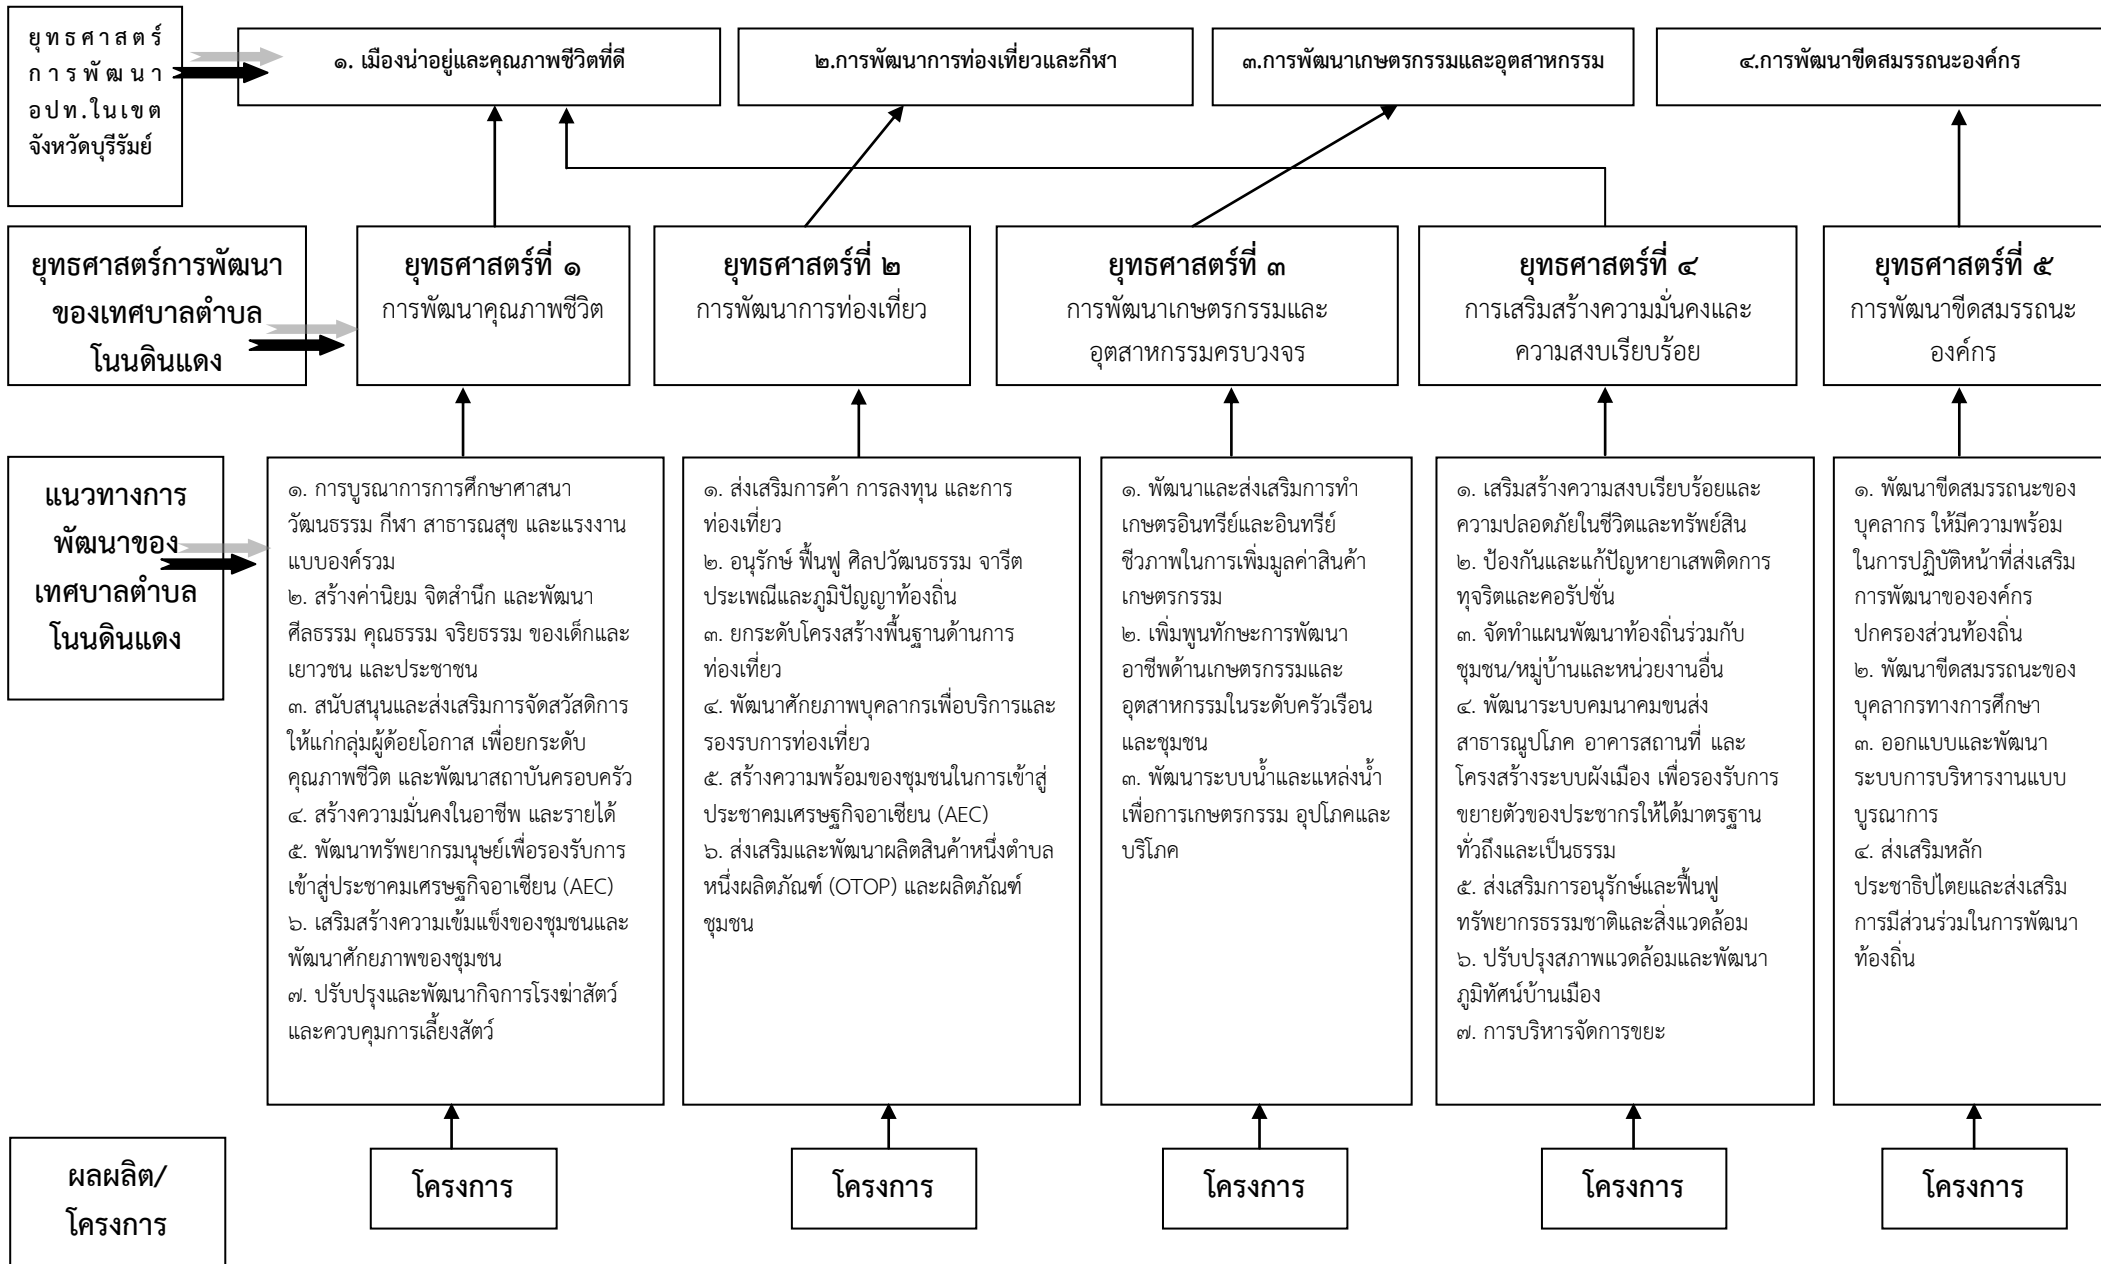 ยุทธศาสตร์
การพัฒนา
อปท.ในเขต
จังหวัดบุรีรัมย์
๑. เมืองน่าอยู่และคุณภาพชีวิตที่ดี
๒.การพัฒนาการท่องเที่ยวและกีฬา
๓.การพัฒนาเกษตรกรรมและอุตสาหกรรม
๔.การพัฒนาขีดสมรรถนะองค์กร
ยุทธศาสตร์การพัฒนา
ของเทศบาลตำบล
โนนดินแดง
ยุทธศาสตร์ที่ ๑
การพัฒนาคุณภาพชีวิต
ยุทธศาสตร์ที่ ๒
การพัฒนาการท่องเที่ยว
ยุทธศาสตร์ที่ ๓
การพัฒนาเกษตรกรรมและ
อุตสาหกรรมครบวงจร
ยุทธศาสตร์ที่ ๔
การเสริมสร้างความมั่นคงและ
ความสงบเรียบร้อย
ยุทธศาสตร์ที่ ๕
การพัฒนาขีดสมรรถนะ
องค์กร
แนวทางการ
พัฒนาของ
เทศบาลตำบล
โนนดินแดง
๑. การบูรณาการการศึกษาศาสนา
วัฒนธรรม กีฬา สาธารณสุข และแรงงาน
แบบองค์รวม
๒. สร้างค่านิยม จิตสำนึก และพัฒนา
ศีลธรรม คุณธรรม จริยธรรม ของเด็กและ
เยาวชน และประชาชน
๓. สนับสนุนและส่งเสริมการจัดสวัสดิการ
ให้แก่กลุ่มผู้ด้อยโอกาส เพื่อยกระดับ
คุณภาพชีวิต และพัฒนาสถาบันครอบครัว
๔. สร้างความมั่นคงในอาชีพ และรายได้
๕. พัฒนาทรัพยากรมนุษย์เพื่อรองรับการ
เข้าสู่ประชาคมเศรษฐกิจอาเซียน (AEC)
๖. เสริมสร้างความเข้มแข็งของชุมชนและ
พัฒนาศักยภาพของชุมชน
๗. ปรับปรุงและพัฒนากิจการโรงฆ่าสัตว์
และควบคุมการเลี้ยงสัตว์
๑. ส่งเสริมการค้า การลงทุน และการ
ท่องเที่ยว
๒. อนุรักษ์ ฟื้นฟู ศิลปวัฒนธรรม จารีต
ประเพณีและภูมิปัญญาท้องถิ่น
๓. ยกระดับโครงสร้างพื้นฐานด้านการ
ท่องเที่ยว
๔. พัฒนาศักยภาพบุคลากรเพื่อบริการและ
รองรบการท่องเที่ยว
๕. สร้างความพร้อมของชุมชนในการเข้าสู่
ประชาคมเศรษฐกิจอาเซียน (AEC)
๖. ส่งเสริมและพัฒนาผลิตสินค้าหนึ่งตำบล
หนึ่งผลิตภัณฑ์ (OTOP) และผลิตภัณฑ์
ชุมชน
๑. พัฒนาและส่งเสริมการทำ
เกษตรอินทรีย์และอินทรีย์
ชีวภาพในการเพิ่มมูลค่าสินค้า
เกษตรกรรม
๒. เพิ่มพูนทักษะการพัฒนา
อาชีพด้านเกษตรกรรมและ
อุตสาหกรรมในระดับครัวเรือน
และชุมชน
๓. พัฒนาระบบน้ำและแหล่งน้ำ
เพื่อการเกษตรกรรม อุปโภคและ
บริโภค
๑. เสริมสร้างความสงบเรียบร้อยและ
ความปลอดภัยในชีวิตและทรัพย์สิน
๒. ป้องกันและแก้ปัญหายาเสพติดการ
ทุจริตและคอรัปชั่น
๓. จัดทำแผนพัฒนาท้องถิ่นร่วมกับ
ชุมชน/หมู่บ้านและหน่วยงานอื่น
๔. พัฒนาระบบคมนาคมขนส่ง
สาธารณูปโภค อาคารสถานที่ และ
โครงสร้างระบบผังเมือง เพื่อรองรับการ
ขยายตัวของประชากรให้ได้มาตรฐาน
ทั่วถึงและเป็นธรรม
๕. ส่งเสริมการอนุรักษ์และฟื้นฟู
ทรัพยากรธรรมชาติและสิ่งแวดล้อม
๖. ปรับปรุงสภาพแวดล้อมและพัฒนา
ภูมิทัศน์บ้านเมือง
๗. การบริหารจัดการขยะ
๑. พัฒนาขีดสมรรถนะของ
บุคลากร ให้มีความพร้อม
ในการปฏิบัติหน้าที่ส่งเสริม
การพัฒนาขององค์กร
ปกครองส่วนท้องถิ่น
๒. พัฒนาขีดสมรรถนะของ
บุคลากรทางการศึกษา
๓. ออกแบบและพัฒนา
ระบบการบริหารงานแบบ
บูรณาการ
๔. ส่งเสริมหลัก
ประชาธิปไตยและส่งเสริม
การมีส่วนร่วมในการพัฒนา
ท้องถิ่น
ผลผลิต/
โครงการ
โครงการ
โครงการ
โครงการ
โครงการ
โครงการ